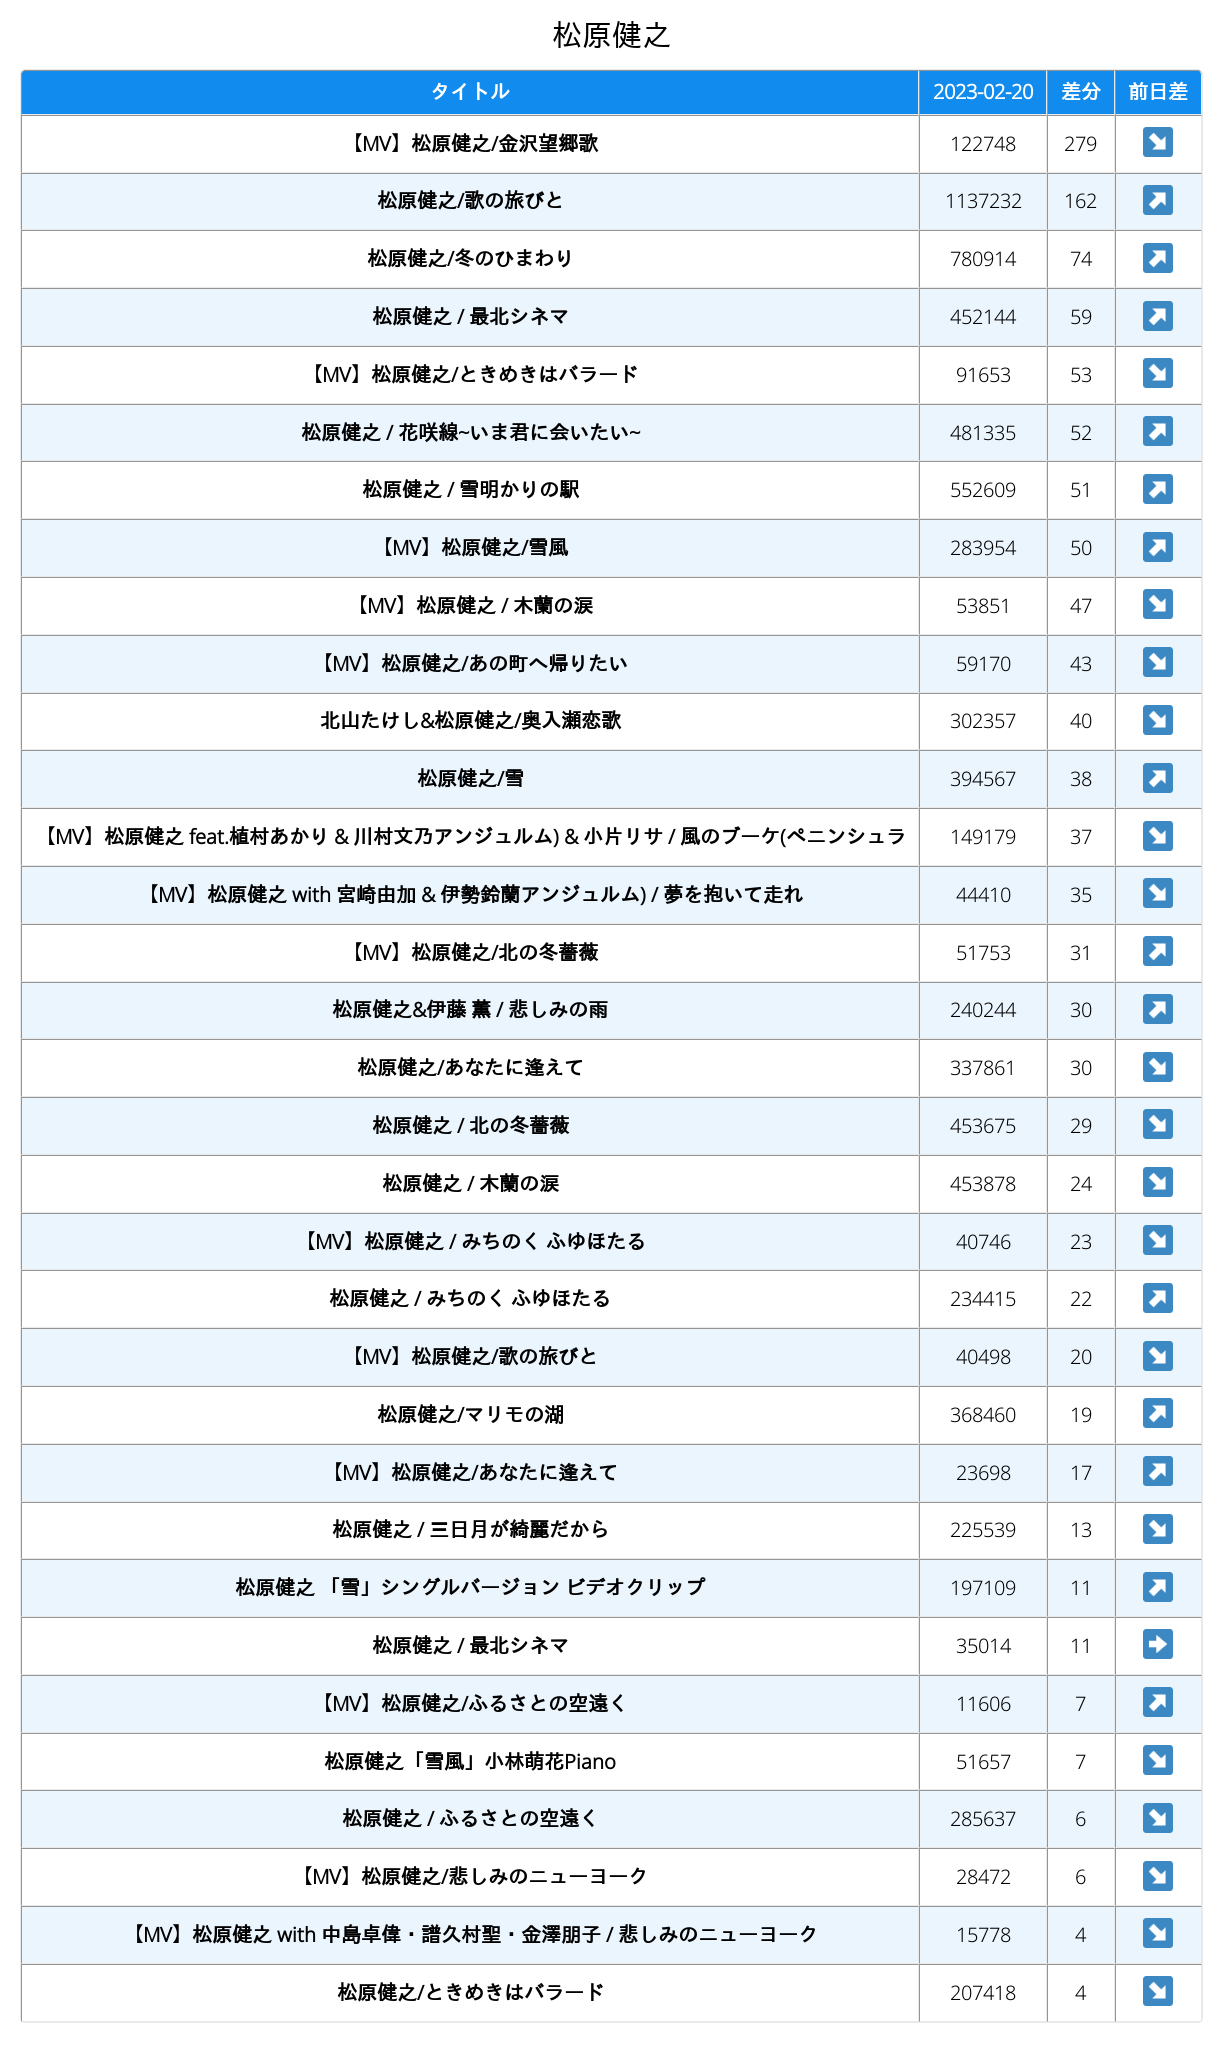 松原健之
タイトル 2023-02-20 差分 前日差
【MV】松原健之/金沢望郷歌 122748 279 ↘
松原健之/歌の旅びと 1137232 162 ↗
松原健之/冬のひまわり 780914 74 ↗
松原健之 / 最北シネマ 452144 59 ↗
【MV】松原健之/ときめきはバラード 91653 53 ↘
松原健之 / 花咲線~いま君に会いたい~ 481335 52 ↗
松原健之 / 雪明かりの駅 552609 51 ↗
【MV】松原健之/雪風 283954 50 ↗
【MV】松原健之 / 木蘭の涙 53851 47 ↘
【MV】松原健之/あの町へ帰りたい 59170 43 ↘
北山たけし&松原健之/奥入瀬恋歌 302357 40 ↘
松原健之/雪 394567 38 ↗
【MV】松原健之 feat.植村あかり & 川村文乃アンジュルム) & 小片リサ / 風のブーケ(ペニンシュラ 149179 37 ↘
【MV】松原健之 with 宮崎由加 & 伊勢鈴蘭アンジュルム) / 夢を抱いて走れ 44410 35 ↘
【MV】松原健之/北の冬薔薇 51753 31 ↗
松原健之&伊藤 薫 / 悲しみの雨 240244 30 ↗
松原健之/あなたに逢えて 337861 30 ↘
松原健之 / 北の冬薔薇 453675 29 ↘
松原健之 / 木蘭の涙 453878 24 ↘
【MV】松原健之 / みちのく ふゆほたる 40746 23 ↘
松原健之 / みちのく ふゆほたる 234415 22 ↗
【MV】松原健之/歌の旅びと 40498 20 ↘
松原健之/マリモの湖 368460 19 ↗
【MV】松原健之/あなたに逢えて 23698 17 ↗
松原健之 / 三日月が綺麗だから 225539 13 ↘
松原健之 「雪」シングルバージョン ビデオクリップ 197109 11 ↗
松原健之 / 最北シネマ 35014 11 ➡
【MV】松原健之/ふるさとの空遠く 11606 7 ↗
松原健之「雪風」小林萌花Piano 51657 7 ↘
松原健之 / ふるさとの空遠く 285637 6 ↘
【MV】松原健之/悲しみのニューヨーク 28472 6 ↘
【MV】松原健之 with 中島卓偉・譜久村聖・金澤朋子 / 悲しみのニューヨーク 15778 4 ↘
松原健之/ときめきはバラード 207418 4 ↘